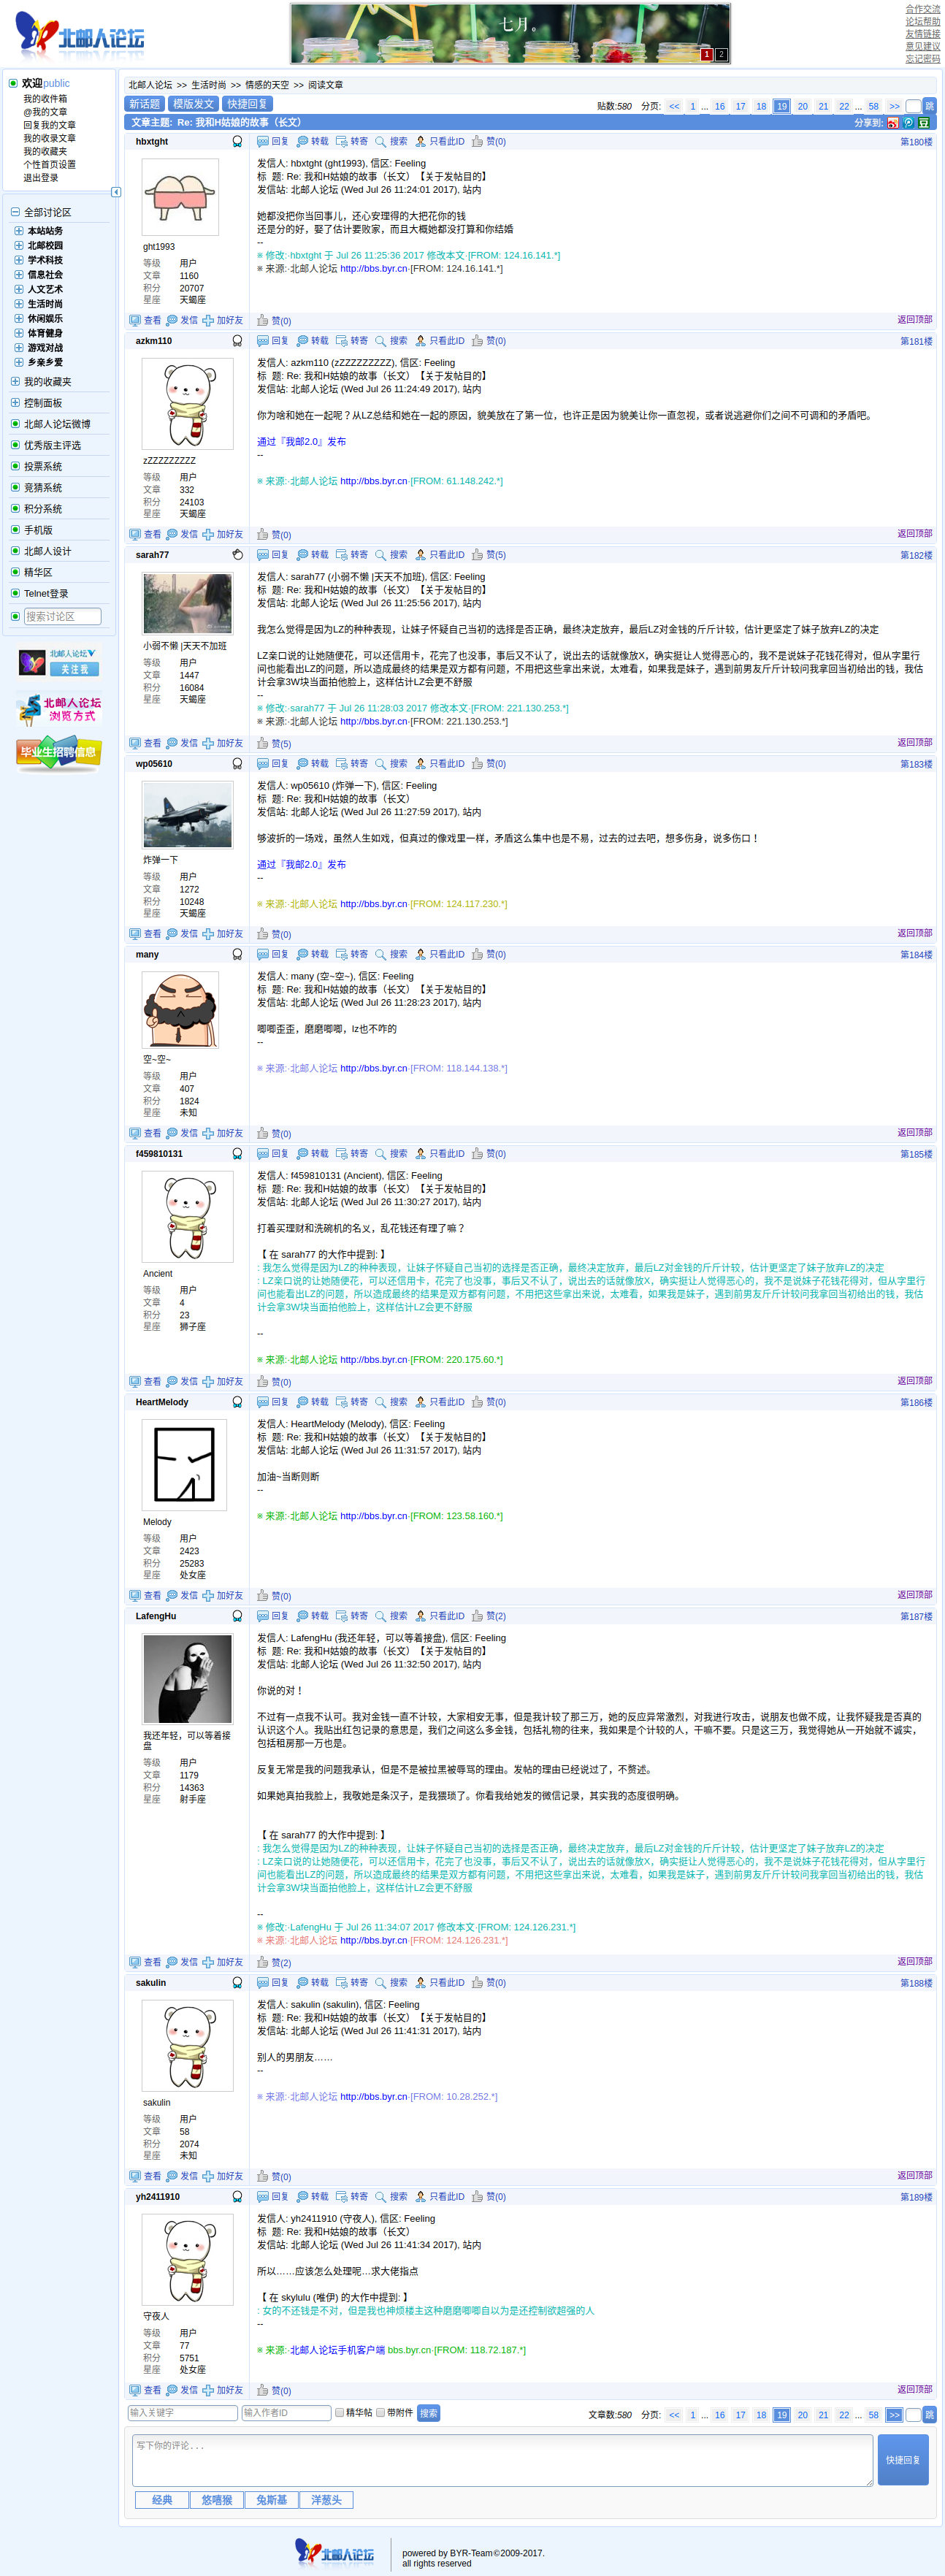 北邮人论坛
七月。
1 2
合作交流
论坛帮助
友情链接
意见建议
忘记密码
欢迎public
我的收件箱
@我的文章
回复我的文章
我的收录文章
我的收藏夹
个性首页设置
退出登录
全部讨论区
本站站务
北邮校园
学术科技
信息社会
人文艺术
生活时尚
休闲娱乐
体育健身
游戏对战
乡亲乡爱
我的收藏夹
控制面板
北邮人论坛微博
优秀版主评选
投票系统
竞猜系统
积分系统
手机版
北邮人设计
精华区
Telnet登录
搜索讨论区
北邮人论坛
关注我
北邮人论坛
浏览方式
毕业生招聘信息
北邮人论坛 >> 生活时尚 >> 情感的天空 >> 阅读文章
新话题 模版发文 快捷回复
贴数:580 分页: << 1 ... 16 17 18 19 20 21 22 ... 58 >> 跳
文章主题: Re: 我和H姑娘的故事（长文）
分享到:
hbxtght
回复 转载 转寄 搜索 只看此ID 赞(0) 第180楼
ght1993
等级 用户
文章 1160
积分 20707
星座 天蝎座
发信人: hbxtght (ght1993), 信区: Feeling
标 题: Re: 我和H姑娘的故事（长文）【关于发帖目的】
发信站: 北邮人论坛 (Wed Jul 26 11:24:01 2017), 站内
她都没把你当回事儿，还心安理得的大把花你的钱
还是分的好，娶了估计要败家，而且大概她都没打算和你结婚
--
※ 修改:·hbxtght 于 Jul 26 11:25:36 2017 修改本文·[FROM: 124.16.141.*]
※ 来源:·北邮人论坛 http://bbs.byr.cn·[FROM: 124.16.141.*]
查看 发信 加好友 赞(0) 返回顶部
azkm110
回复 转载 转寄 搜索 只看此ID 赞(0) 第181楼
zZZZZZZZZZ
等级 用户
文章 332
积分 24103
星座 天蝎座
发信人: azkm110 (zZZZZZZZZZ), 信区: Feeling
标 题: Re: 我和H姑娘的故事（长文）【关于发帖目的】
发信站: 北邮人论坛 (Wed Jul 26 11:24:49 2017), 站内
你为啥和她在一起呢？从LZ总结和她在一起的原因，貌美放在了第一位，也许正是因为貌美让你一直忽视，或者说逃避你们之间不可调和的矛盾吧。
通过『我邮2.0』发布
--
※ 来源:·北邮人论坛 http://bbs.byr.cn·[FROM: 61.148.242.*]
查看 发信 加好友 赞(0) 返回顶部
sarah77
回复 转载 转寄 搜索 只看此ID 赞(5) 第182楼
小弱不懒 |天天不加班
等级 用户
文章 1447
积分 16084
星座 天蝎座
发信人: sarah77 (小弱不懒 |天天不加班), 信区: Feeling
标 题: Re: 我和H姑娘的故事（长文）【关于发帖目的】
发信站: 北邮人论坛 (Wed Jul 26 11:25:56 2017), 站内
我怎么觉得是因为LZ的种种表现，让妹子怀疑自己当初的选择是否正确，最终决定放弃，最后LZ对金钱的斤斤计较，估计更坚定了妹子放弃LZ的决定
LZ亲口说的让她随便花，可以还信用卡，花完了也没事，事后又不认了，说出去的话就像放X，确实挺让人觉得恶心的，我不是说妹子花钱花得对，但从字里行
间也能看出LZ的问题，所以造成最终的结果是双方都有问题，不用把这些拿出来说，太难看，如果我是妹子，遇到前男友斤斤计较问我拿回当初给出的钱，我估
计会拿3W块当面拍他脸上，这样估计LZ会更不舒服
--
※ 修改:·sarah77 于 Jul 26 11:28:03 2017 修改本文·[FROM: 221.130.253.*]
※ 来源:·北邮人论坛 http://bbs.byr.cn·[FROM: 221.130.253.*]
查看 发信 加好友 赞(5) 返回顶部
wp05610
回复 转载 转寄 搜索 只看此ID 赞(0) 第183楼
炸弹一下
等级 用户
文章 1272
积分 10248
星座 天蝎座
发信人: wp05610 (炸弹一下), 信区: Feeling
标 题: Re: 我和H姑娘的故事（长文）
发信站: 北邮人论坛 (Wed Jul 26 11:27:59 2017), 站内
够波折的一场戏，虽然人生如戏，但真过的像戏里一样，矛盾这么集中也是不易，过去的过去吧，想多伤身，说多伤口！
通过『我邮2.0』发布
--
※ 来源:·北邮人论坛 http://bbs.byr.cn·[FROM: 124.117.230.*]
查看 发信 加好友 赞(0) 返回顶部
many
回复 转载 转寄 搜索 只看此ID 赞(0) 第184楼
空~空~
等级 用户
文章 407
积分 1824
星座 未知
发信人: many (空~空~), 信区: Feeling
标 题: Re: 我和H姑娘的故事（长文）【关于发帖目的】
发信站: 北邮人论坛 (Wed Jul 26 11:28:23 2017), 站内
唧唧歪歪，磨磨唧唧，lz也不咋的
--
※ 来源:·北邮人论坛 http://bbs.byr.cn·[FROM: 118.144.138.*]
查看 发信 加好友 赞(0) 返回顶部
f459810131
回复 转载 转寄 搜索 只看此ID 赞(0) 第185楼
Ancient
等级 用户
文章 4
积分 23
星座 狮子座
发信人: f459810131 (Ancient), 信区: Feeling
标 题: Re: 我和H姑娘的故事（长文）【关于发帖目的】
发信站: 北邮人论坛 (Wed Jul 26 11:30:27 2017), 站内
打着买理财和洗碗机的名义，乱花钱还有理了嘛？
【 在 sarah77 的大作中提到: 】
: 我怎么觉得是因为LZ的种种表现，让妹子怀疑自己当初的选择是否正确，最终决定放弃，最后LZ对金钱的斤斤计较，估计更坚定了妹子放弃LZ的决定
: LZ亲口说的让她随便花，可以还信用卡，花完了也没事，事后又不认了，说出去的话就像放X，确实挺让人觉得恶心的，我不是说妹子花钱花得对，但从字里行
间也能看出LZ的问题，所以造成最终的结果是双方都有问题，不用把这些拿出来说，太难看，如果我是妹子，遇到前男友斤斤计较问我拿回当初给出的钱，我估
计会拿3W块当面拍他脸上，这样估计LZ会更不舒服
--
※ 来源:·北邮人论坛 http://bbs.byr.cn·[FROM: 220.175.60.*]
查看 发信 加好友 赞(0) 返回顶部
HeartMelody
回复 转载 转寄 搜索 只看此ID 赞(0) 第186楼
Melody
等级 用户
文章 2423
积分 25283
星座 处女座
发信人: HeartMelody (Melody), 信区: Feeling
标 题: Re: 我和H姑娘的故事（长文）【关于发帖目的】
发信站: 北邮人论坛 (Wed Jul 26 11:31:57 2017), 站内
加油~当断则断
--
※ 来源:·北邮人论坛 http://bbs.byr.cn·[FROM: 123.58.160.*]
查看 发信 加好友 赞(0) 返回顶部
LafengHu
回复 转载 转寄 搜索 只看此ID 赞(2) 第187楼
我还年轻，可以等着接
盘
等级 用户
文章 1179
积分 14363
星座 射手座
发信人: LafengHu (我还年轻，可以等着接盘), 信区: Feeling
标 题: Re: 我和H姑娘的故事（长文）【关于发帖目的】
发信站: 北邮人论坛 (Wed Jul 26 11:32:50 2017), 站内
你说的对！
不过有一点我不认可。我对金钱一直不计较，大家相安无事，但是我计较了那三万，她的反应异常激烈，对我进行攻击，说朋友也做不成，让我怀疑我是否真的
认识这个人。我贴出红包记录的意思是，我们之间这么多金钱，包括礼物的往来，我如果是个计较的人，干嘛不要。只是这三万，我觉得她从一开始就不诚实，
包括租房那一万也是。
反复无常是我的问题我承认，但是不是被拉黑被辱骂的理由。发帖的理由已经说过了，不赘述。
如果她真拍我脸上，我敬她是条汉子，是我猥琐了。你看我给她发的微信记录，其实我的态度很明确。
【 在 sarah77 的大作中提到: 】
: 我怎么觉得是因为LZ的种种表现，让妹子怀疑自己当初的选择是否正确，最终决定放弃，最后LZ对金钱的斤斤计较，估计更坚定了妹子放弃LZ的决定
: LZ亲口说的让她随便花，可以还信用卡，花完了也没事，事后又不认了，说出去的话就像放X，确实挺让人觉得恶心的，我不是说妹子花钱花得对，但从字里行
间也能看出LZ的问题，所以造成最终的结果是双方都有问题，不用把这些拿出来说，太难看，如果我是妹子，遇到前男友斤斤计较问我拿回当初给出的钱，我估
计会拿3W块当面拍他脸上，这样估计LZ会更不舒服
--
※ 修改:·LafengHu 于 Jul 26 11:34:07 2017 修改本文·[FROM: 124.126.231.*]
※ 来源:·北邮人论坛 http://bbs.byr.cn·[FROM: 124.126.231.*]
查看 发信 加好友 赞(2) 返回顶部
sakulin
回复 转载 转寄 搜索 只看此ID 赞(0) 第188楼
sakulin
等级 用户
文章 58
积分 2074
星座 未知
发信人: sakulin (sakulin), 信区: Feeling
标 题: Re: 我和H姑娘的故事（长文）【关于发帖目的】
发信站: 北邮人论坛 (Wed Jul 26 11:41:31 2017), 站内
别人的男朋友……
--
※ 来源:·北邮人论坛 http://bbs.byr.cn·[FROM: 10.28.252.*]
查看 发信 加好友 赞(0) 返回顶部
yh2411910
回复 转载 转寄 搜索 只看此ID 赞(0) 第189楼
守夜人
等级 用户
文章 77
积分 5751
星座 处女座
发信人: yh2411910 (守夜人), 信区: Feeling
标 题: Re: 我和H姑娘的故事（长文）
发信站: 北邮人论坛 (Wed Jul 26 11:41:34 2017), 站内
所以……应该怎么处理呢…求大佬指点
【 在 skylulu (唯伊) 的大作中提到: 】
: 女的不还钱是不对，但是我也神烦楼主这种磨磨唧唧自以为是还控制欲超强的人
--
※ 来源:·北邮人论坛手机客户端 bbs.byr.cn·[FROM: 118.72.187.*]
查看 发信 加好友 赞(0) 返回顶部
输入关键字 输入作者ID 精华帖 带附件 搜索
文章数:580 分页: << 1 ... 16 17 18 19 20 21 22 ... 58 >> 跳
写下你的评论...
快捷回复
经典 悠嘻猴 兔斯基 洋葱头
北邮人论坛
powered by BYR-Team©2009-2017.
all rights reserved